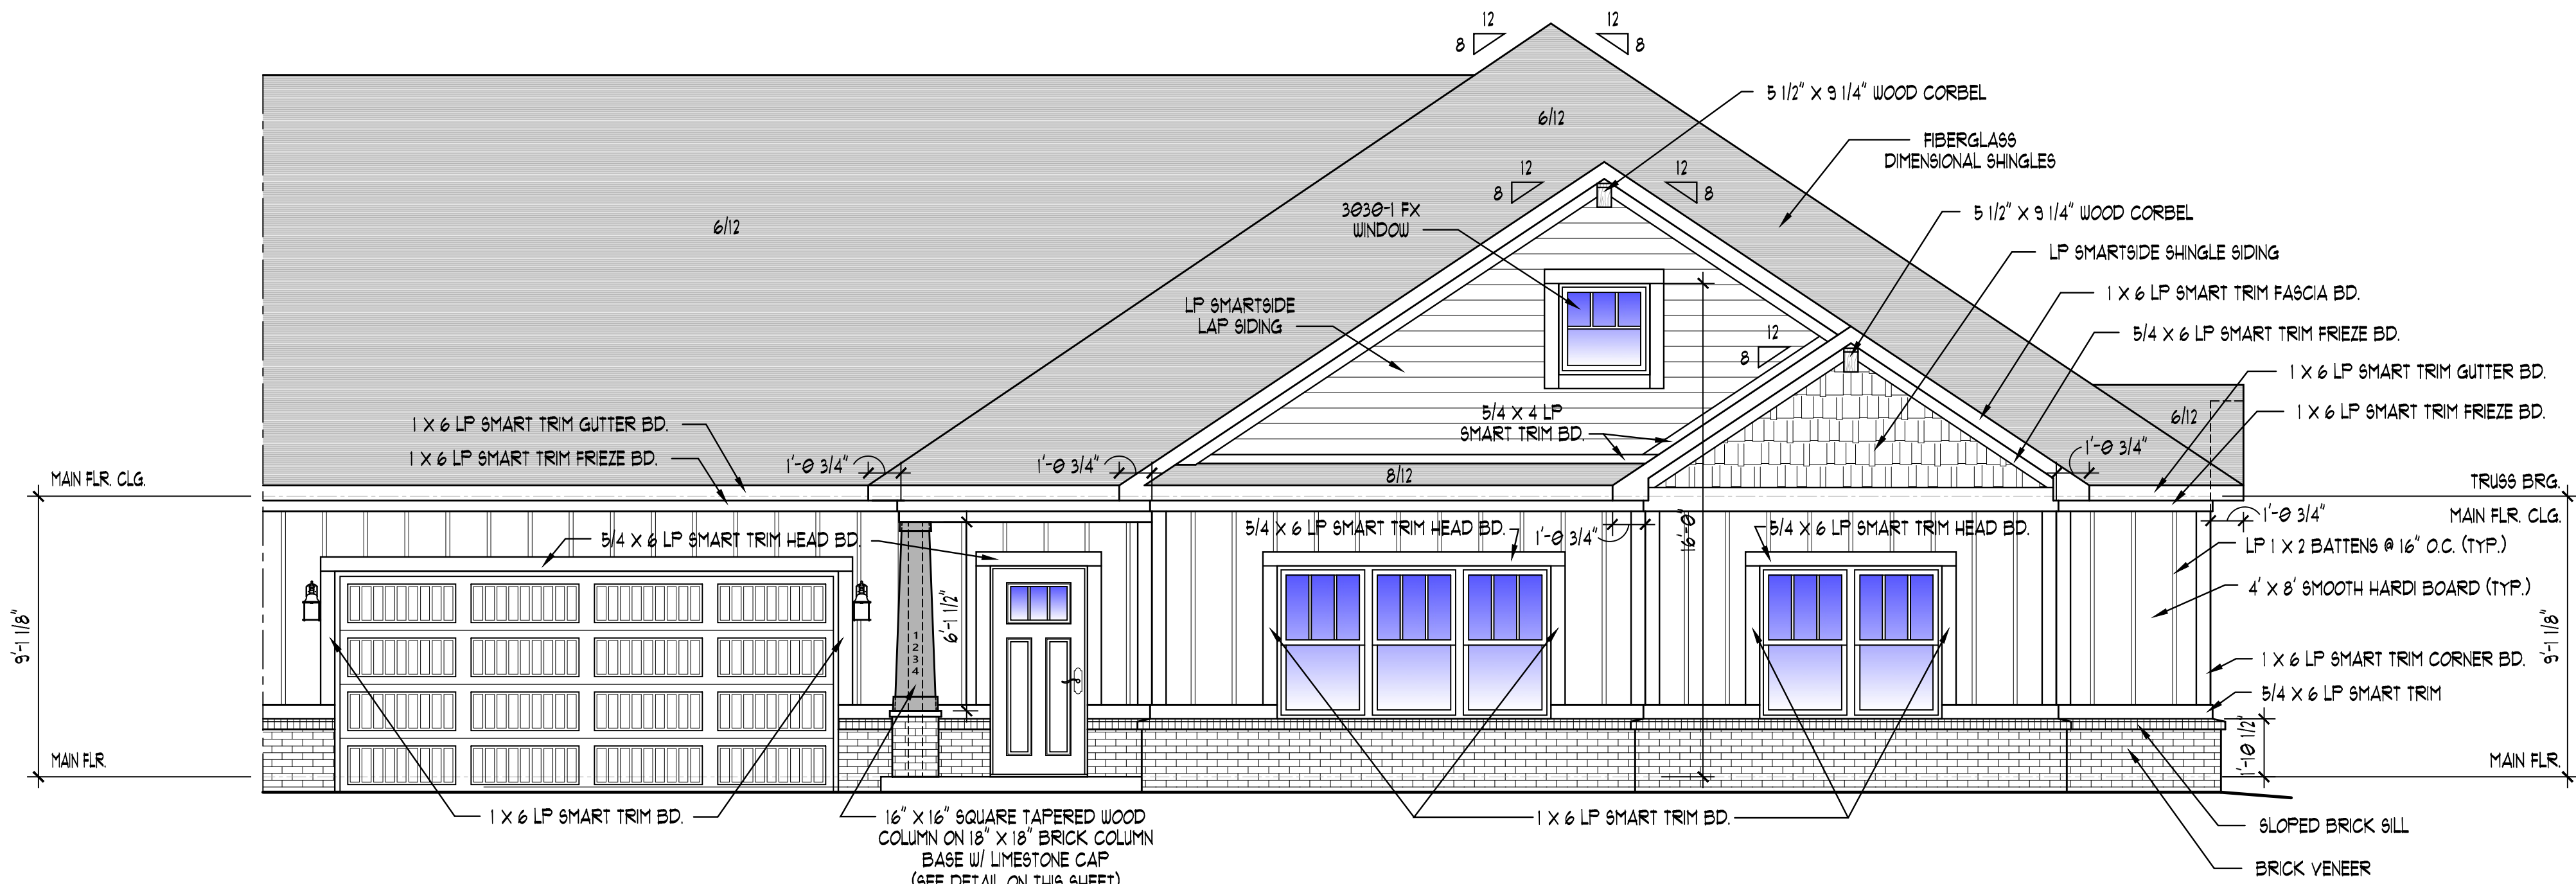 12
8
12
8
6/12
5 1/2" X 9 1/4" WOOD CORBEL
FIBERGLASS
DIMENSIONAL SHINGLES
12
8
12
8
3030-1 FX
WINDOW
5 1/2" X 9 1/4" WOOD CORBEL
6/12
LP SMARTSIDE SHINGLE SIDING
1 X 6 LP SMART TRIM FASCIA BD.
LP SMARTSIDE
LAP SIDING
12
8
5/4 X 6 LP SMART TRIM FRIEZE BD.
1 X 6 LP SMART TRIM GUTTER BD.
1 X 6 LP SMART TRIM FRIEZE BD.
6/12
5/4 X 4 LP
SMART TRIM BD.
1 X 6 LP SMART TRIM GUTTER BD.
1 X 6 LP SMART TRIM FRIEZE BD.
1'-0 3/4"
1'-0 3/4"
1'-0 3/4"
8/12
MAIN FLR. CLG.
TRUSS BRG.
MAIN FLR. CLG.
1'-0 3/4"
5/4 X 6 LP SMART TRIM HEAD BD.
5/4 X 6 LP SMART TRIM HEAD BD.
1'-0 3/4"
16'-0"
5/4 X 6 LP SMART TRIM HEAD BD.
LP 1 X 2 BATTENS @ 16" O.C. (TYP.)
4' X 8' SMOOTH HARDI BOARD (TYP.)
9'-1 1/8"
6'-1 1/2"
1
2
3
4
1 X 6 LP SMART TRIM CORNER BD.
9'-1 1/8"
5/4 X 6 LP SMART TRIM
1'-10 1/2"
MAIN FLR.
MAIN FLR.
1 X 6 LP SMART TRIM BD.
16" X 16" SQUARE TAPERED WOOD
COLUMN ON 18" X 18" BRICK COLUMN
BASE W/ LIMESTONE CAP
(SEE DETAIL ON THIS SHEET)
1 X 6 LP SMART TRIM BD.
SLOPED BRICK SILL
BRICK VENEER